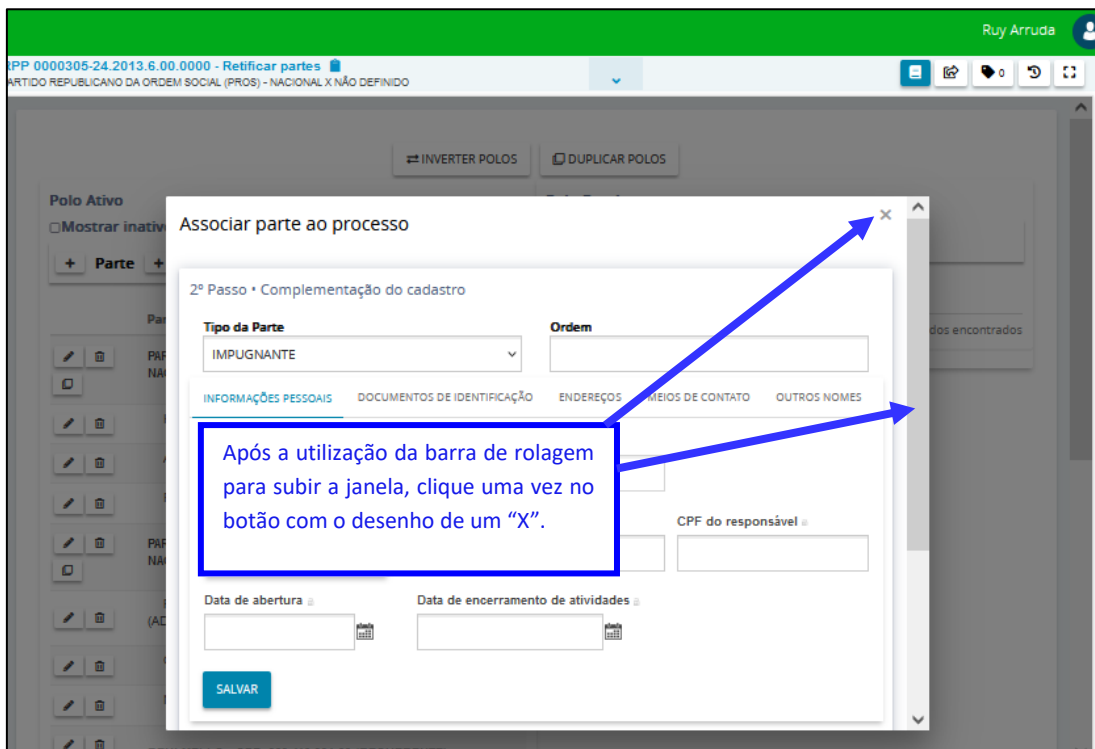 Ruy Arruda
RPP 0000305-24.2013.6.00.0000 - Retificar partes
PARTIDO REPUBLICANO DA ORDEM SOCIAL (PROS) - NACIONAL X NÃO DEFINIDO
0
INVERTER POLOS
DUPLICAR POLOS
Polo Ativo
Mostrar inativ
+ Parte +
Associar parte ao processo
×
2º Passo • Complementação do cadastro
Tipo da Parte
Ordem
IMPUGNANTE
dos encontrados
INFORMAÇÕES PESSOAIS
DOCUMENTOS DE IDENTIFICAÇÃO
ENDEREÇOS
MEIOS DE CONTATO
OUTROS NOMES
Após a utilização da barra de rolagem
para subir a janela, clique uma vez no
botão com o desenho de um “X”.
CPF do responsável
Data de abertura
Data de encerramento de atividades
SALVAR